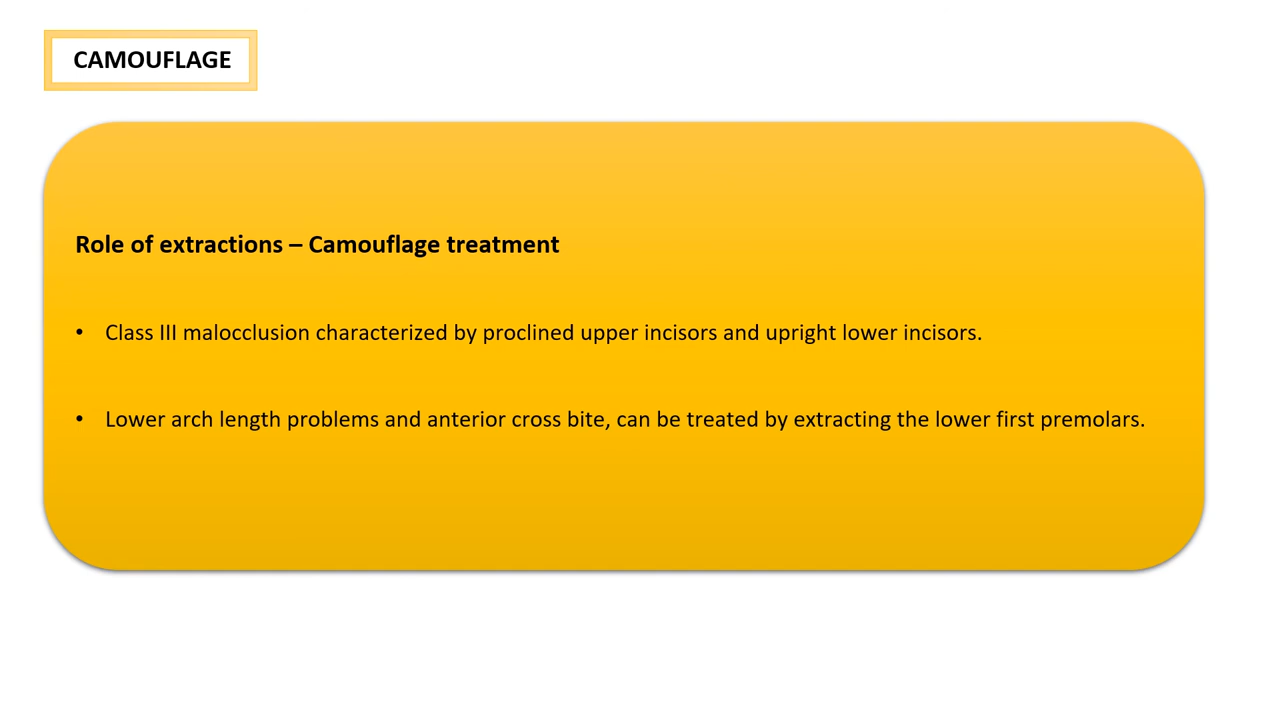 CAMOUFLAGE
Role of extractions – Camouflage treatment
• Class III malocclusion characterized by proclined upper incisors and upright lower incisors.
• Lower arch length problems and anterior cross bite, can be treated by extracting the lower first premolars.